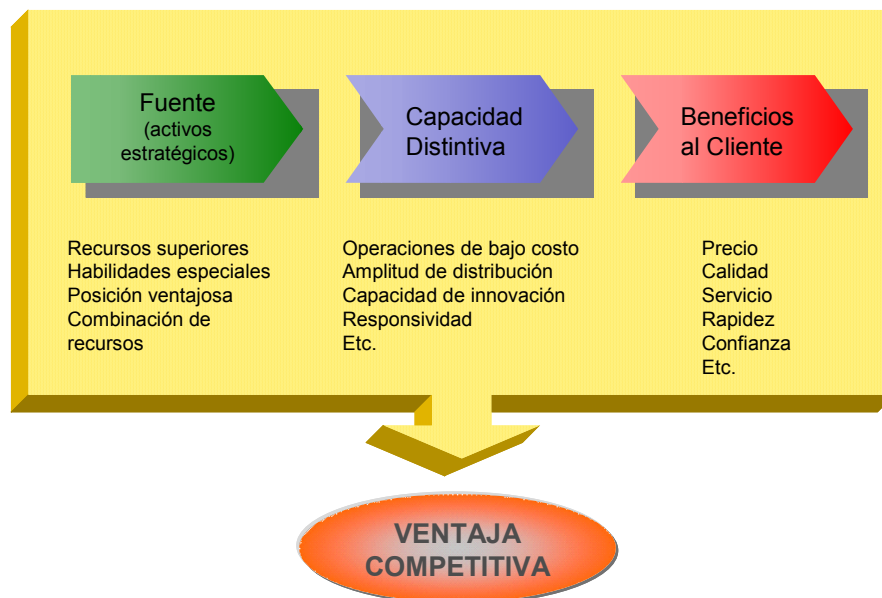 Fuente
(activos
estratégicos)
Capacidad
Distintiva
Beneficios
al Cliente
Recursos superiores
Habilidades especiales
Posición ventajosa
Combinación de
recursos
Operaciones de bajo costo
Amplitud de distribución
Capacidad de innovación
Responsividad
Etc.
Precio
Calidad
Servicio
Rapidez
Confianza
Etc.
VENTAJA
COMPETITIVA